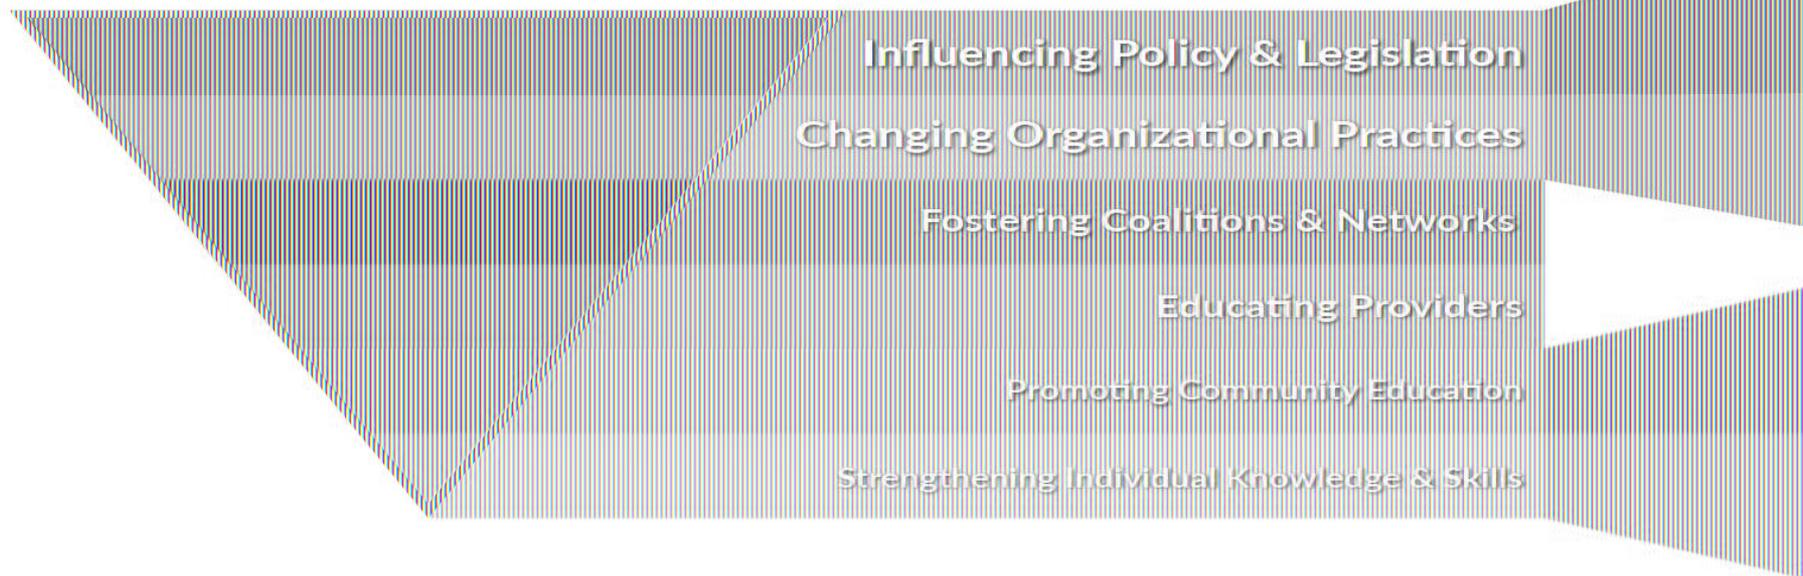 Influencing Policy & Legislation
Changing Organizational Practices
Fostering Coalitions & Networks
Educating Providers
Promoting Community Education
Strengthening Individual Knowledge & Skills